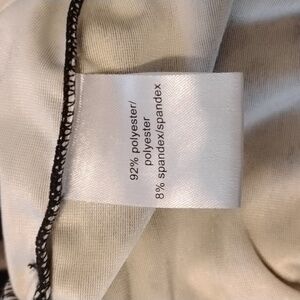 92% polyester/
polyester
8% spandex/spandex